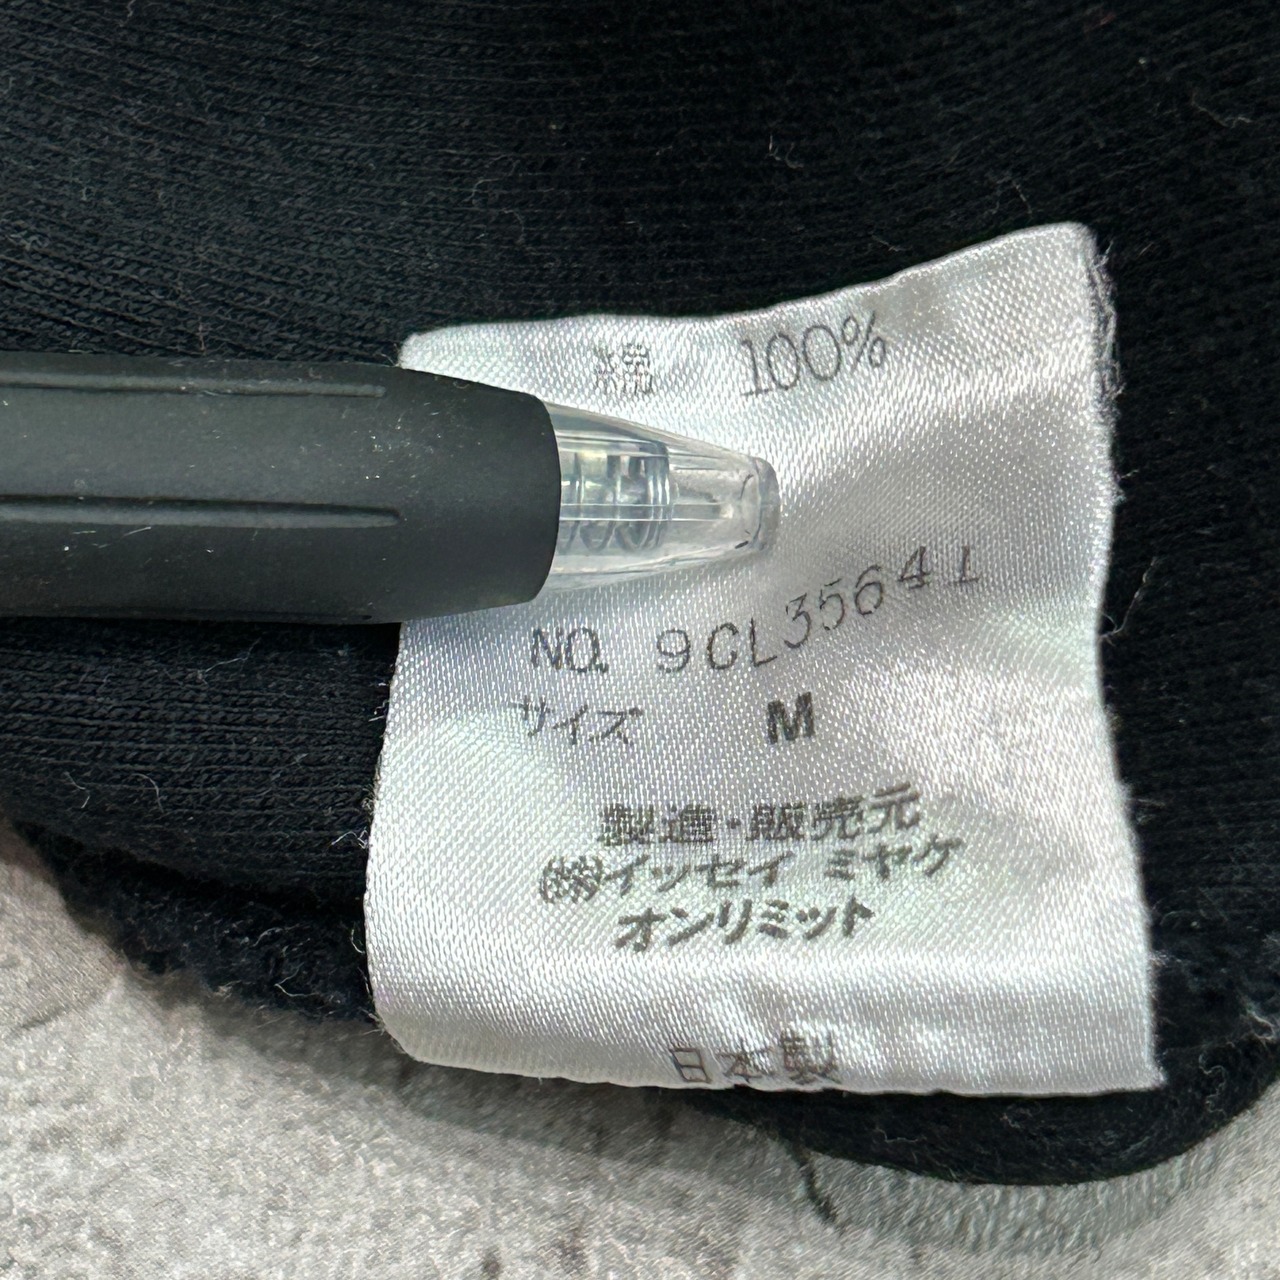 綿 100%
NO. 9CL35641
サイズ M
製造・販売元
㈱イッセイ ミヤケ
オンリミット
日本製